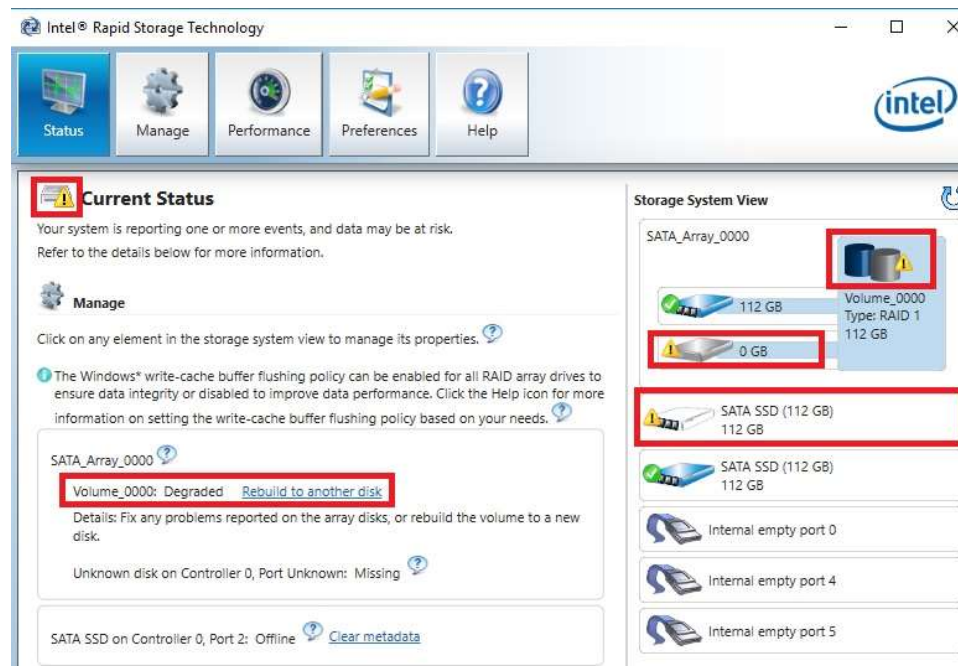 Intel® Rapid Storage Technology
Status
Manage
Performance
Preferences
Help
intel
Current Status
Your system is reporting one or more events, and data may be at risk.
Refer to the details below for more information.
Manage
Click on any element in the storage system view to manage its properties.
The Windows* write-cache buffer flushing policy can be enabled for all RAID array drives to
ensure data integrity or disabled to improve data performance. Click the Help icon for more
information on setting the write-cache buffer flushing policy based on your needs.
SATA_Array_0000
Volume_0000: Degraded Rebuild to another disk
Details: Fix any problems reported on the array disks, or rebuild the volume to a new
disk.
Unknown disk on Controller 0, Port Unknown: Missing
SATA SSD on Controller 0, Port 2: Offline Clear metadata
Storage System View
SATA_Array_0000
112 GB
0 GB
Volume_0000
Type: RAID 1
112 GB
SATA SSD (112 GB)
112 GB
SATA SSD (112 GB)
112 GB
Internal empty port 0
Internal empty port 4
Internal empty port 5